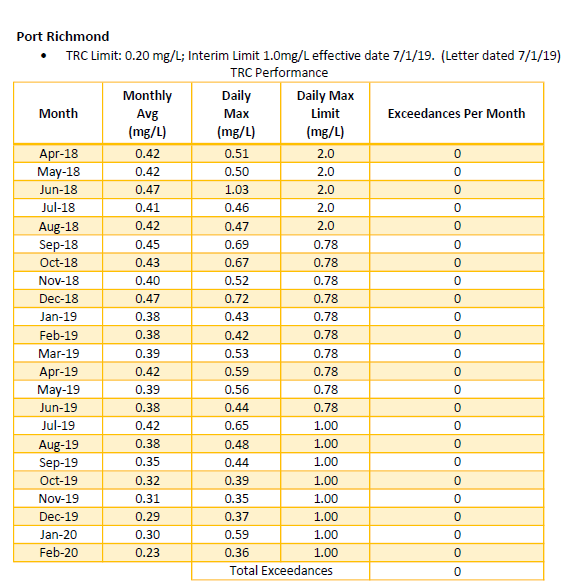 Port Richmond
• TRC Limit: 0.20 mg/L; Interim Limit 1.0mg/L effective date 7/1/19. (Letter dated 7/1/19)
TRC Performance
Month Monthly Avg (mg/L) Daily Max (mg/L) Daily Max Limit (mg/L) Exceedances Per Month
Apr-18 0.42 0.51 2.0 0
May-18 0.42 0.50 2.0 0
Jun-18 0.47 1.03 2.0 0
Jul-18 0.41 0.46 2.0 0
Aug-18 0.42 0.47 2.0 0
Sep-18 0.45 0.69 0.78 0
Oct-18 0.43 0.67 0.78 0
Nov-18 0.40 0.52 0.78 0
Dec-18 0.47 0.72 0.78 0
Jan-19 0.38 0.43 0.78 0
Feb-19 0.38 0.42 0.78 0
Mar-19 0.39 0.53 0.78 0
Apr-19 0.42 0.59 0.78 0
May-19 0.39 0.56 0.78 0
Jun-19 0.38 0.44 0.78 0
Jul-19 0.42 0.65 1.00 0
Aug-19 0.38 0.48 1.00 0
Sep-19 0.35 0.44 1.00 0
Oct-19 0.32 0.39 1.00 0
Nov-19 0.31 0.35 1.00 0
Dec-19 0.29 0.37 1.00 0
Jan-20 0.30 0.59 1.00 0
Feb-20 0.23 0.36 1.00 0
Total Exceedances 0